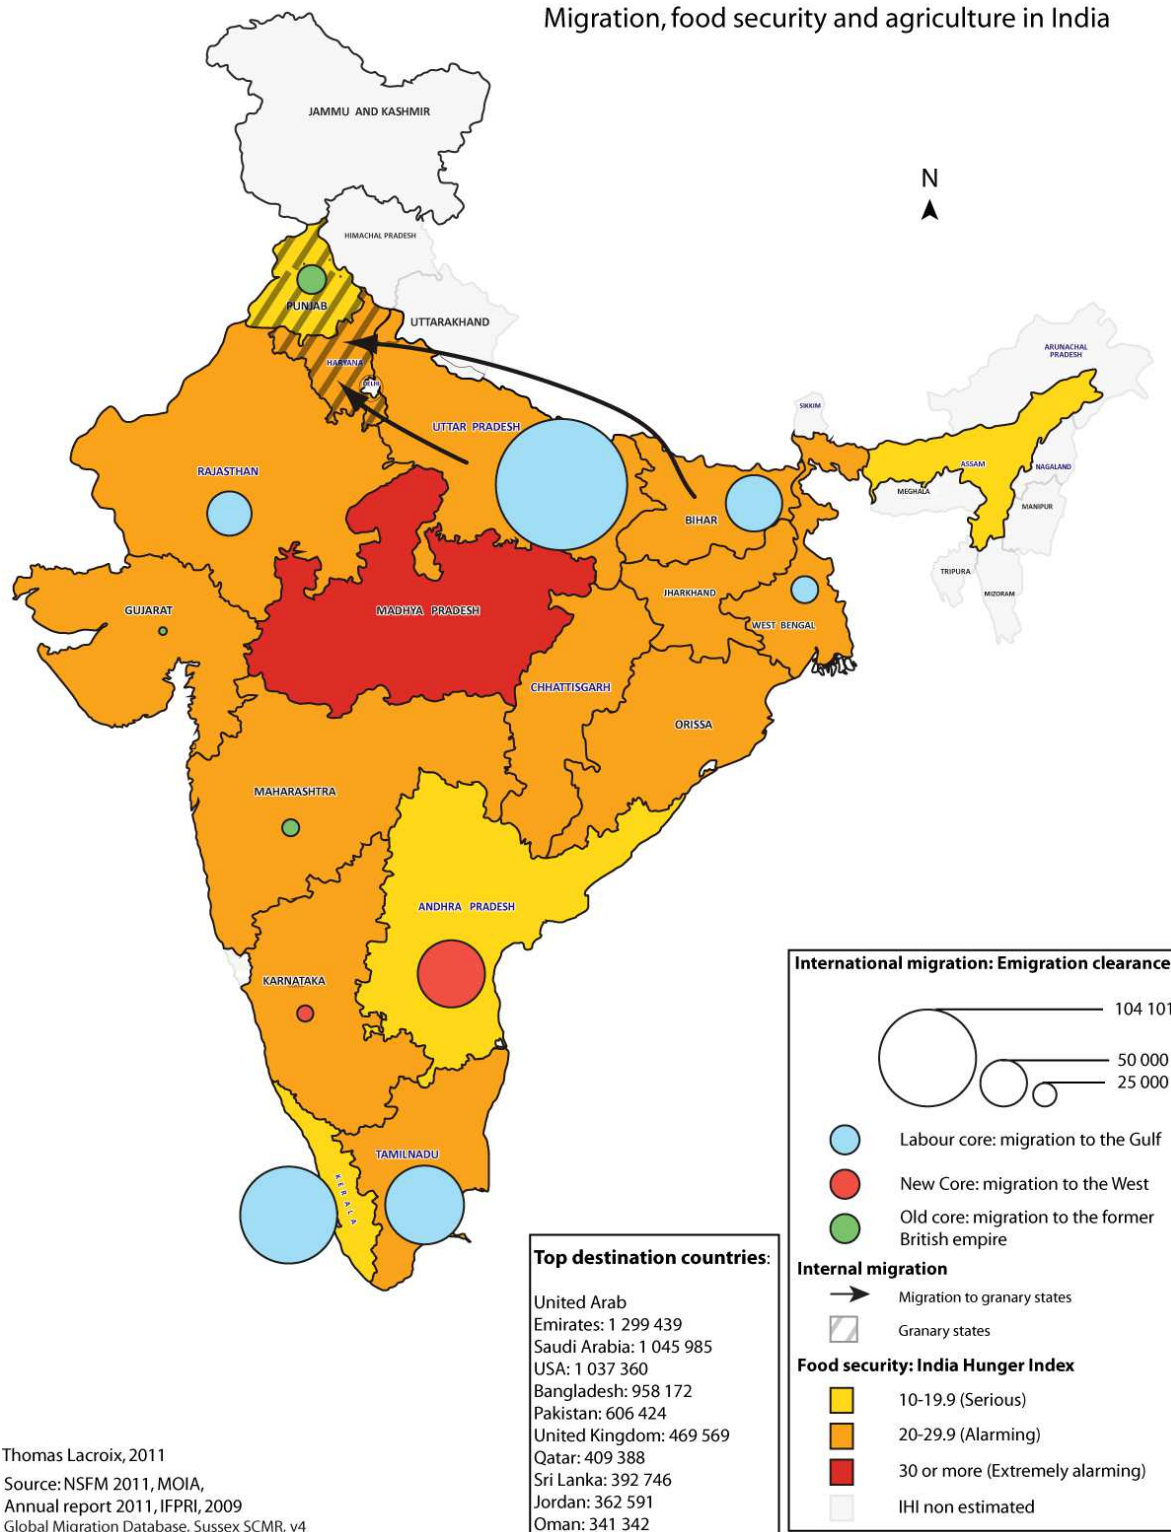 Migration, food security and agriculture in India
JAMMU AND KASHMIR
N
HIMACHAL PRADESH
PUNJAB
UTTARAKHAND
ARUNACHAL
PRADESH
HARYANA
DELHI
SIKKIM
UTTAR PRADESH
RAJASTHAN
ASSAM
NAGALAND
MEGHALA
MANIPUR
BIHAR
TRIPURA
MIZORAM
JHARKHAND
GUJARAT
MADHYA PRADESH
WEST BENGAL
CHHATTISGARH
ORISSA
MAHARASHTRA
ANDHRA PRADESH
KARNATAKA
TAMILNADU
KERALA
International migration: Emigration clearance
104 101
50 000
25 000
Labour core: migration to the Gulf
New Core: migration to the West
Old core: migration to the former
British empire
Internal migration
Migration to granary states
Granary states
Food security: India Hunger Index
10-19.9 (Serious)
20-29.9 (Alarming)
30 or more (Extremely alarming)
IHI non estimated
Top destination countries:
United Arab
Emirates: 1 299 439
Saudi Arabia: 1 045 985
USA: 1 037 360
Bangladesh: 958 172
Pakistan: 606 424
United Kingdom: 469 569
Qatar: 409 388
Sri Lanka: 392 746
Jordan: 362 591
Oman: 341 342
Thomas Lacroix, 2011
Source: NSFM 2011, MOIA,
Annual report 2011, IFPRI, 2009
Global Migration Database, Sussex SCMR, v4